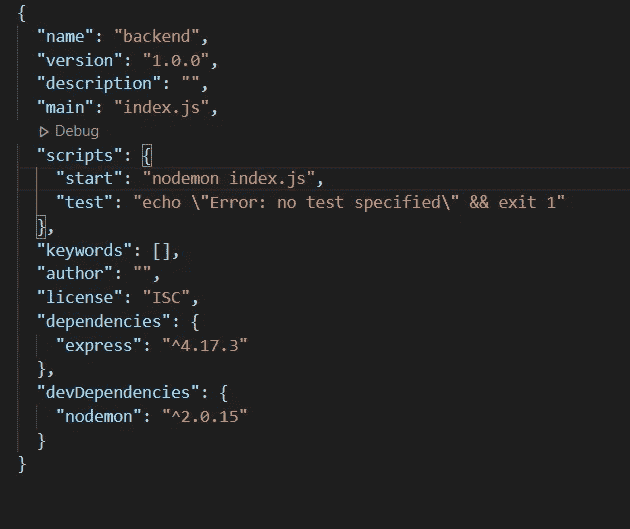 {
"name": "backend",
"version": "1.0.0",
"description": "",
"main": "index.js",
Debug
"scripts": {
"start": "nodemon index.js",
"test": "echo \"Error: no test specified\" && exit 1"
},
"keywords": [],
"author": "",
"license": "ISC",
"dependencies": {
"express": "^4.17.3"
},
"devDependencies": {
"nodemon": "^2.0.15"
}
}